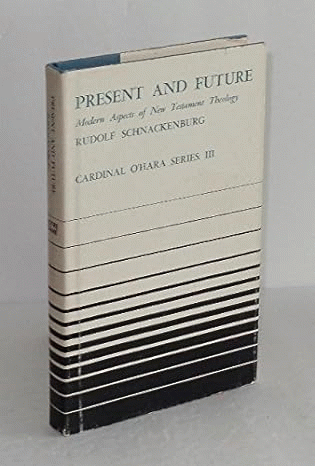 PRESENT AND FUTURE
Modern Aspects of New Testament Theology
RUDOLF SCHNACKENBURG
CARDINAL O'HARA SERIES: III
PRESENT AND FUTURE